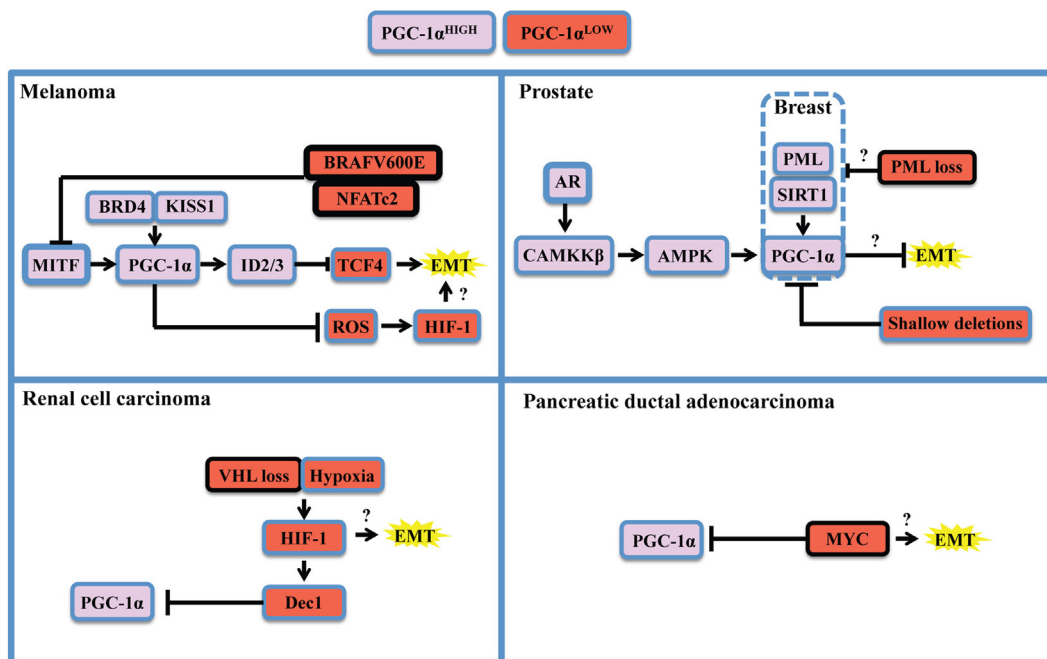 PGC-1αHIGH
PGC-1αLOW
Melanoma
BRAFV600E
NFATc2
BRD4
KISS1
MITF
PGC-1α
ID2/3
TCF4
EMT
?
ROS
HIF-1
Prostate
Breast
PML
SIRT1
?
PML loss
AR
CAMKKβ
AMPK
PGC-1α
?
EMT
Shallow deletions
Renal cell carcinoma
VHL loss
Hypoxia
HIF-1
?
EMT
PGC-1α
Dec1
Pancreatic ductal adenocarcinoma
PGC-1α
MYC
?
EMT